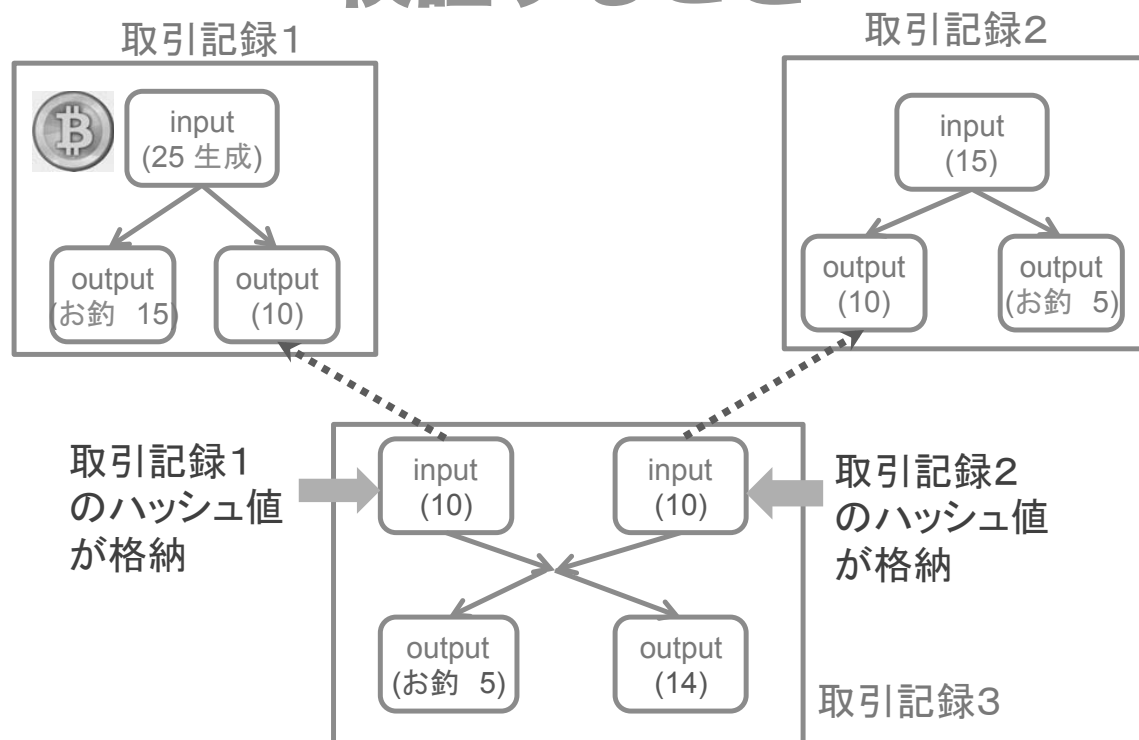 取引記録1
取引記録2
input
(25 生成)
output
(お釣 15)
output
(10)
input
(15)
output
(10)
output
(お釣 5)
取引記録1
のハッシュ値
が格納
input
(10)
input
(10)
取引記録2
のハッシュ値
が格納
output
(お釣 5)
output
(14)
取引記録3